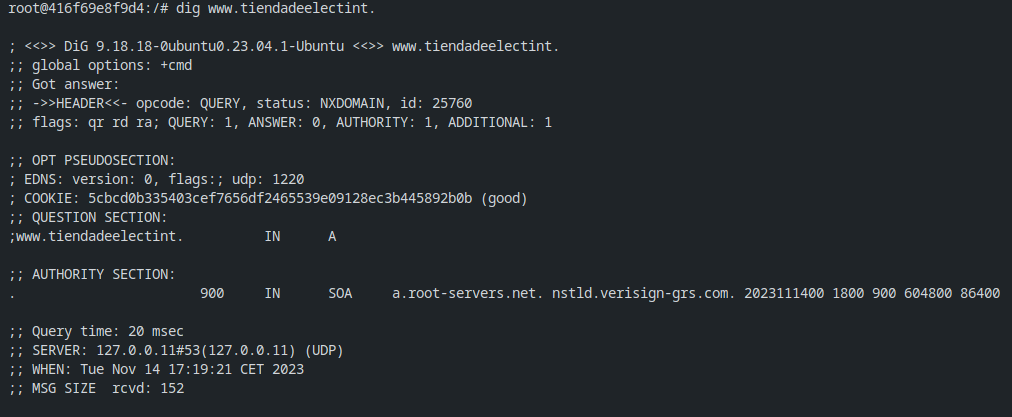 root@416f69e8f9d4:/# dig www.tiendadeelectint.
; <<>> DiG 9.18.18-0ubuntu0.23.04.1-Ubuntu <<>> www.tiendadeelectint.
;; global options: +cmd
;; Got answer:
;; ->>HEADER<<- opcode: QUERY, status: NXDOMAIN, id: 25760
;; flags: qr rd ra; QUERY: 1, ANSWER: 0, AUTHORITY: 1, ADDITIONAL: 1
;; OPT PSEUDOSECTION:
; EDNS: version: 0, flags:; udp: 1220
; COOKIE: 5cbcd0b335403cef7656df2465539e09128ec3b445892b0b (good)
;; QUESTION SECTION:
;www.tiendadeelectint. IN A
;; AUTHORITY SECTION:
. 900 IN SOA a.root-servers.net. nstld.verisign-grs.com. 2023111400 1800 900 604800 86400
;; Query time: 20 msec
;; SERVER: 127.0.0.11#53(127.0.0.11) (UDP)
;; WHEN: Tue Nov 14 17:19:21 CET 2023
;; MSG SIZE rcvd: 152